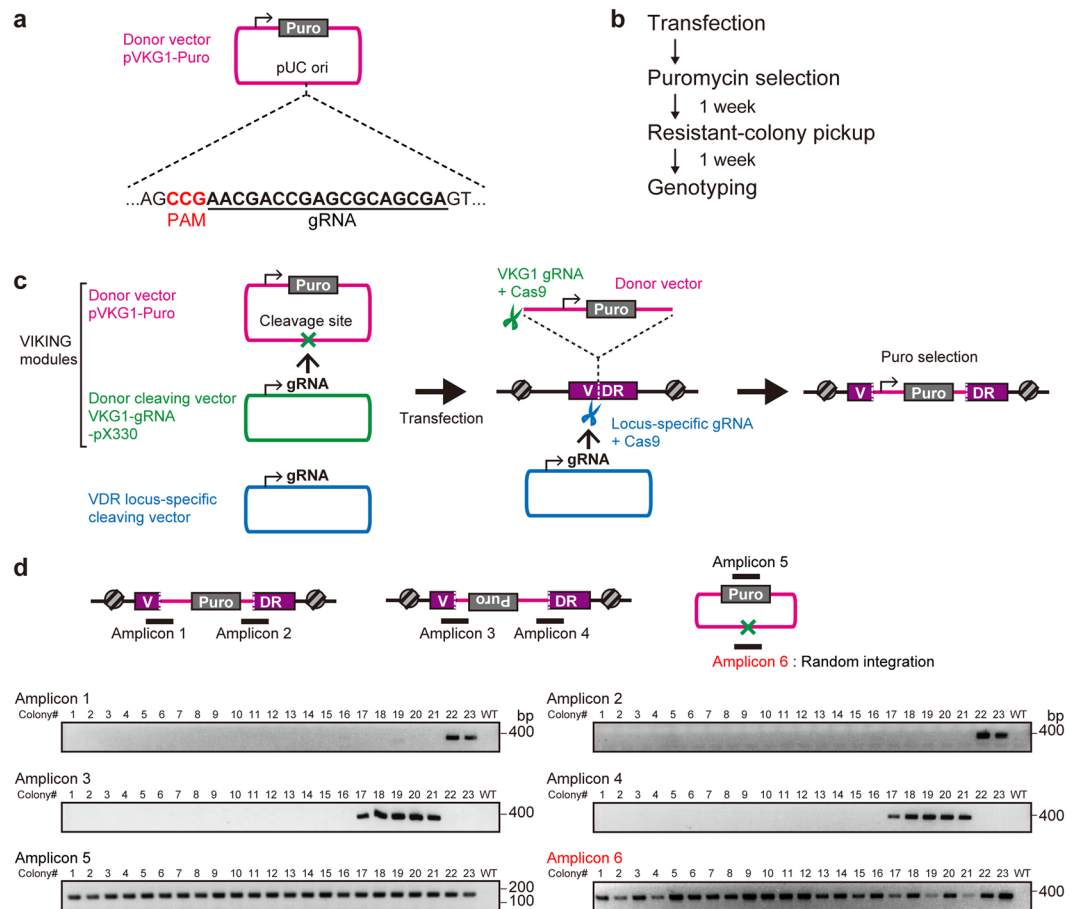 a
Donor vector
pVKG1-Puro
Puro
pUC ori
...AGCCGAACGACCGAGCGCAGCGAGT...
PAM
gRNA
b
Transfection
Puromycin selection
1 week
Resistant-colony pickup
1 week
Genotyping
c
VIKING
modules
Donor vector
pVKG1-Puro
Puro
Cleavage site
gRNA
Donor cleaving vector
VKG1-gRNA
-pX330
VDR locus-specific
cleaving vector
gRNA
Transfection
VKG1 gRNA
+ Cas9
Donor vector
Puro
V DR
Locus-specific gRNA
+ Cas9
gRNA
Puro selection
V Puro DR
d
V Puro DR
Amplicon 1 Amplicon 2
V Puro DR
Amplicon 3 Amplicon 4
Amplicon 5
Puro
Amplicon 6 : Random integration
Amplicon 1
Colony# 1 2 3 4 5 6 7 8 9 10 11 12 13 14 15 16 17 18 19 20 21 22 23 WT bp
400
Amplicon 2
Colony# 1 2 3 4 5 6 7 8 9 10 11 12 13 14 15 16 17 18 19 20 21 22 23 WT bp
400
Amplicon 3
Colony# 1 2 3 4 5 6 7 8 9 10 11 12 13 14 15 16 17 18 19 20 21 22 23 WT
400
Amplicon 4
Colony# 1 2 3 4 5 6 7 8 9 10 11 12 13 14 15 16 17 18 19 20 21 22 23 WT
400
Amplicon 5
Colony# 1 2 3 4 5 6 7 8 9 10 11 12 13 14 15 16 17 18 19 20 21 22 23 WT
200
100
Amplicon 6
Colony# 1 2 3 4 5 6 7 8 9 10 11 12 13 14 15 16 17 18 19 20 21 22 23 WT
400